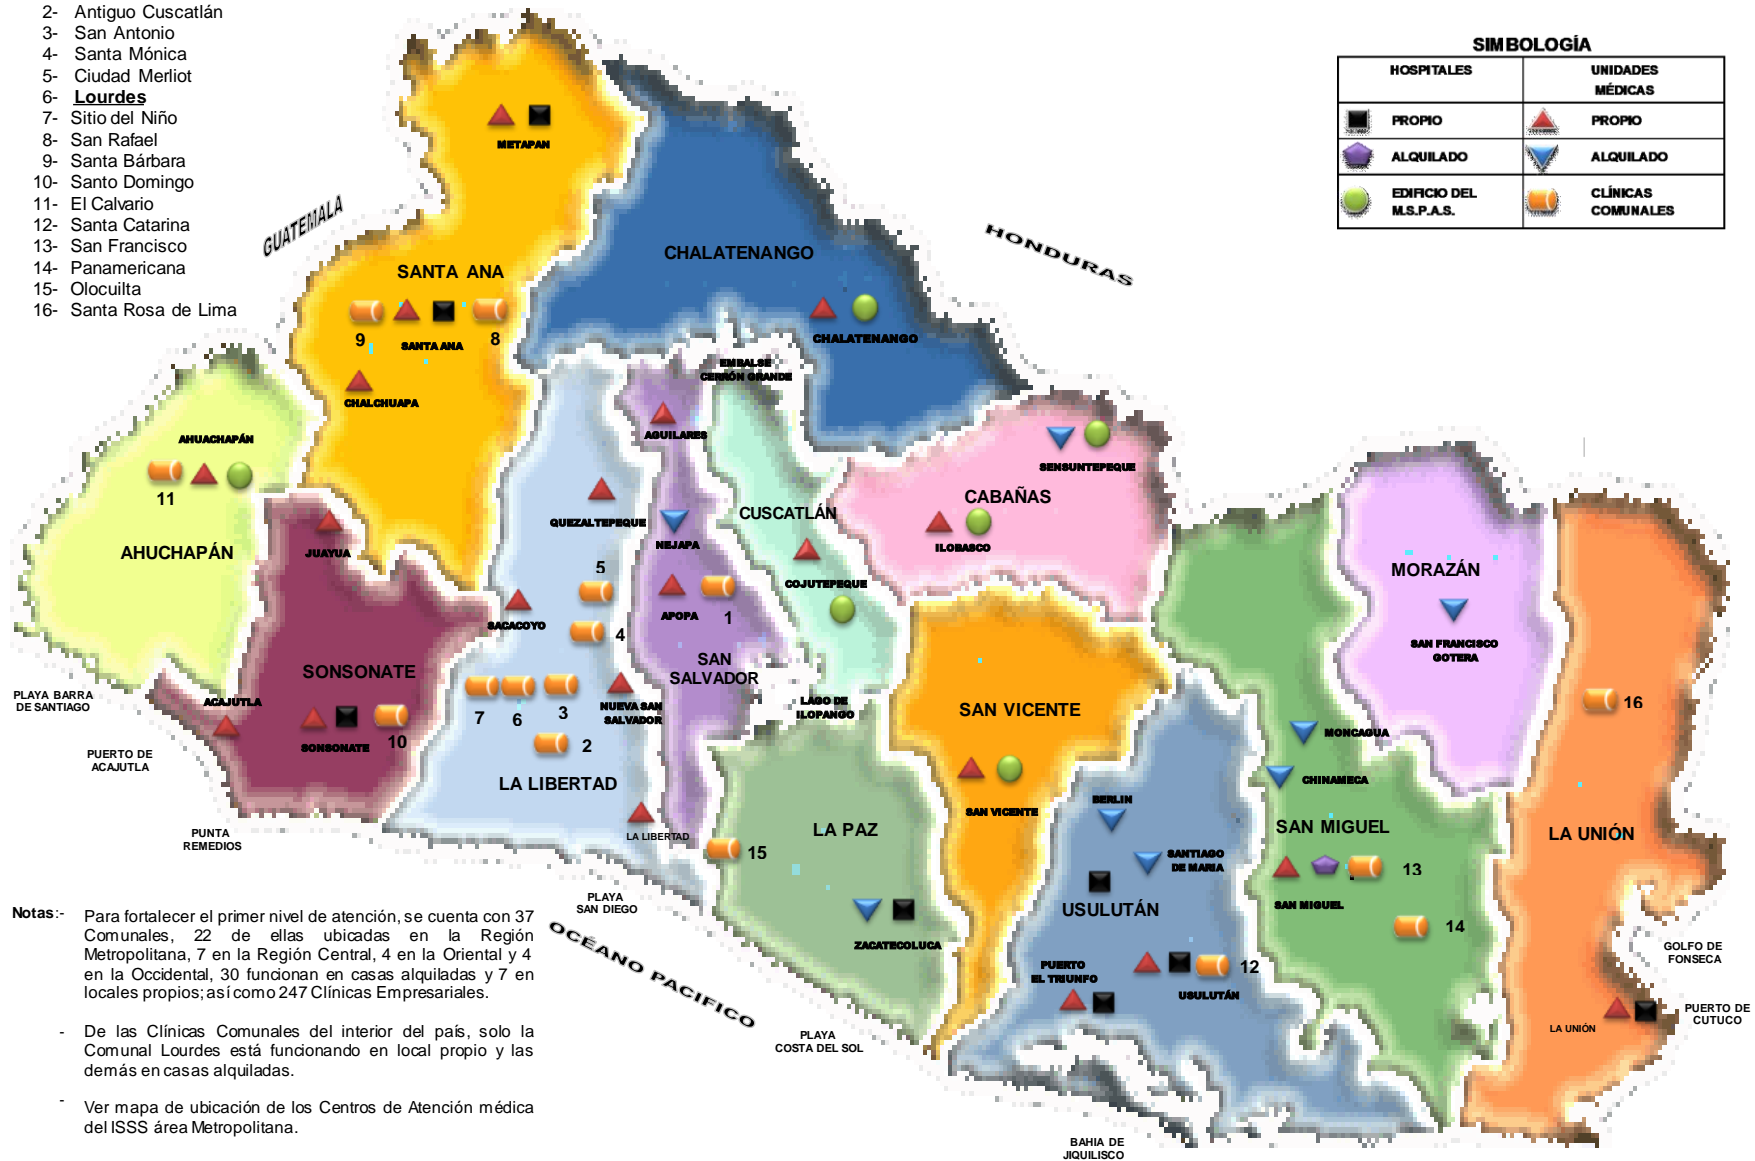 2- Antiguo Cuscatlán
3- San Antonio
4- Santa Mónica
5- Ciudad Merliot
6- Lourdes
7- Sitio del Niño
8- San Rafael
9- Santa Bárbara
10- Santo Domingo
11- El Calvario
12- Santa Catarina
13- San Francisco
14- Panamericana
15- Olocuilta
16- Santa Rosa de Lima
SIMBOLOGÍA
HOSPITALES
UNIDADES
MÉDICAS
PROPIO
PROPIO
ALQUILADO
ALQUILADO
EDIFICIO DEL
M.S.P.A.S.
CLÍNICAS
COMUNALES
GUATEMALA
HONDURAS
METAPAN
SANTA ANA
9
SANTA ANA
8
CHALCHUAPA
CHALATENANGO
CHALATENANGO
EMBALSE
CERRÓN GRANDE
AHUACHAPÁN
11
AHUCHAPÁN
JUAYUA
SONSONATE
ACAJUTLA
SONSONATE
10
PLAYA BARRA
DE SANTIAGO
PUERTO DE
ACAJUTLA
PUNTA
REMEDIOS
QUEZALTEPEQUE
5
SACACOYO
4
7
6
3
NUEVA SAN
SALVADOR
2
LA LIBERTAD
LA LIBERTAD
AGUILARES
NEJAPA
APOPA
1
SAN
SALVADOR
CUSCATLÁN
COJUTEPEQUE
LAGO DE
ILOPANGO
SENSUNTEPEQUE
CABAÑAS
ILOBASCO
SAN VICENTE
SAN VICENTE
LA PAZ
15
ZACATECOLUCA
PLAYA
SAN DIEGO
OCÉANO PACIFICO
PLAYA
COSTA DEL SOL
BERLIN
SANTIAGO
DE MARIA
USULUTÁN
PUERTO
EL TRIUNFO
12
USULUTÁN
BAHIA DE
JIQUILISCO
MONCAGUA
CHINAMECA
SAN MIGUEL
13
SAN MIGUEL
14
MORAZÁN
SAN FRANCISCO
GOTERA
16
LA UNIÓN
LA UNIÓN
GOLFO DE
FONSECA
PUERTO DE
CUTUCO
Notas:- Para fortalecer el primer nivel de atención, se cuenta con 37
Comunales, 22 de ellas ubicadas en la Región
Metropolitana, 7 en la Región Central, 4 en la Oriental y 4
en la Occidental, 30 funcionan en casas alquiladas y 7 en
locales propios; así como 247 Clínicas Empresariales.
- De las Clínicas Comunales del interior del país, solo la
Comunal Lourdes está funcionando en local propio y las
demás en casas alquiladas.
- Ver mapa de ubicación de los Centros de Atención médica
del ISSS área Metropolitana.